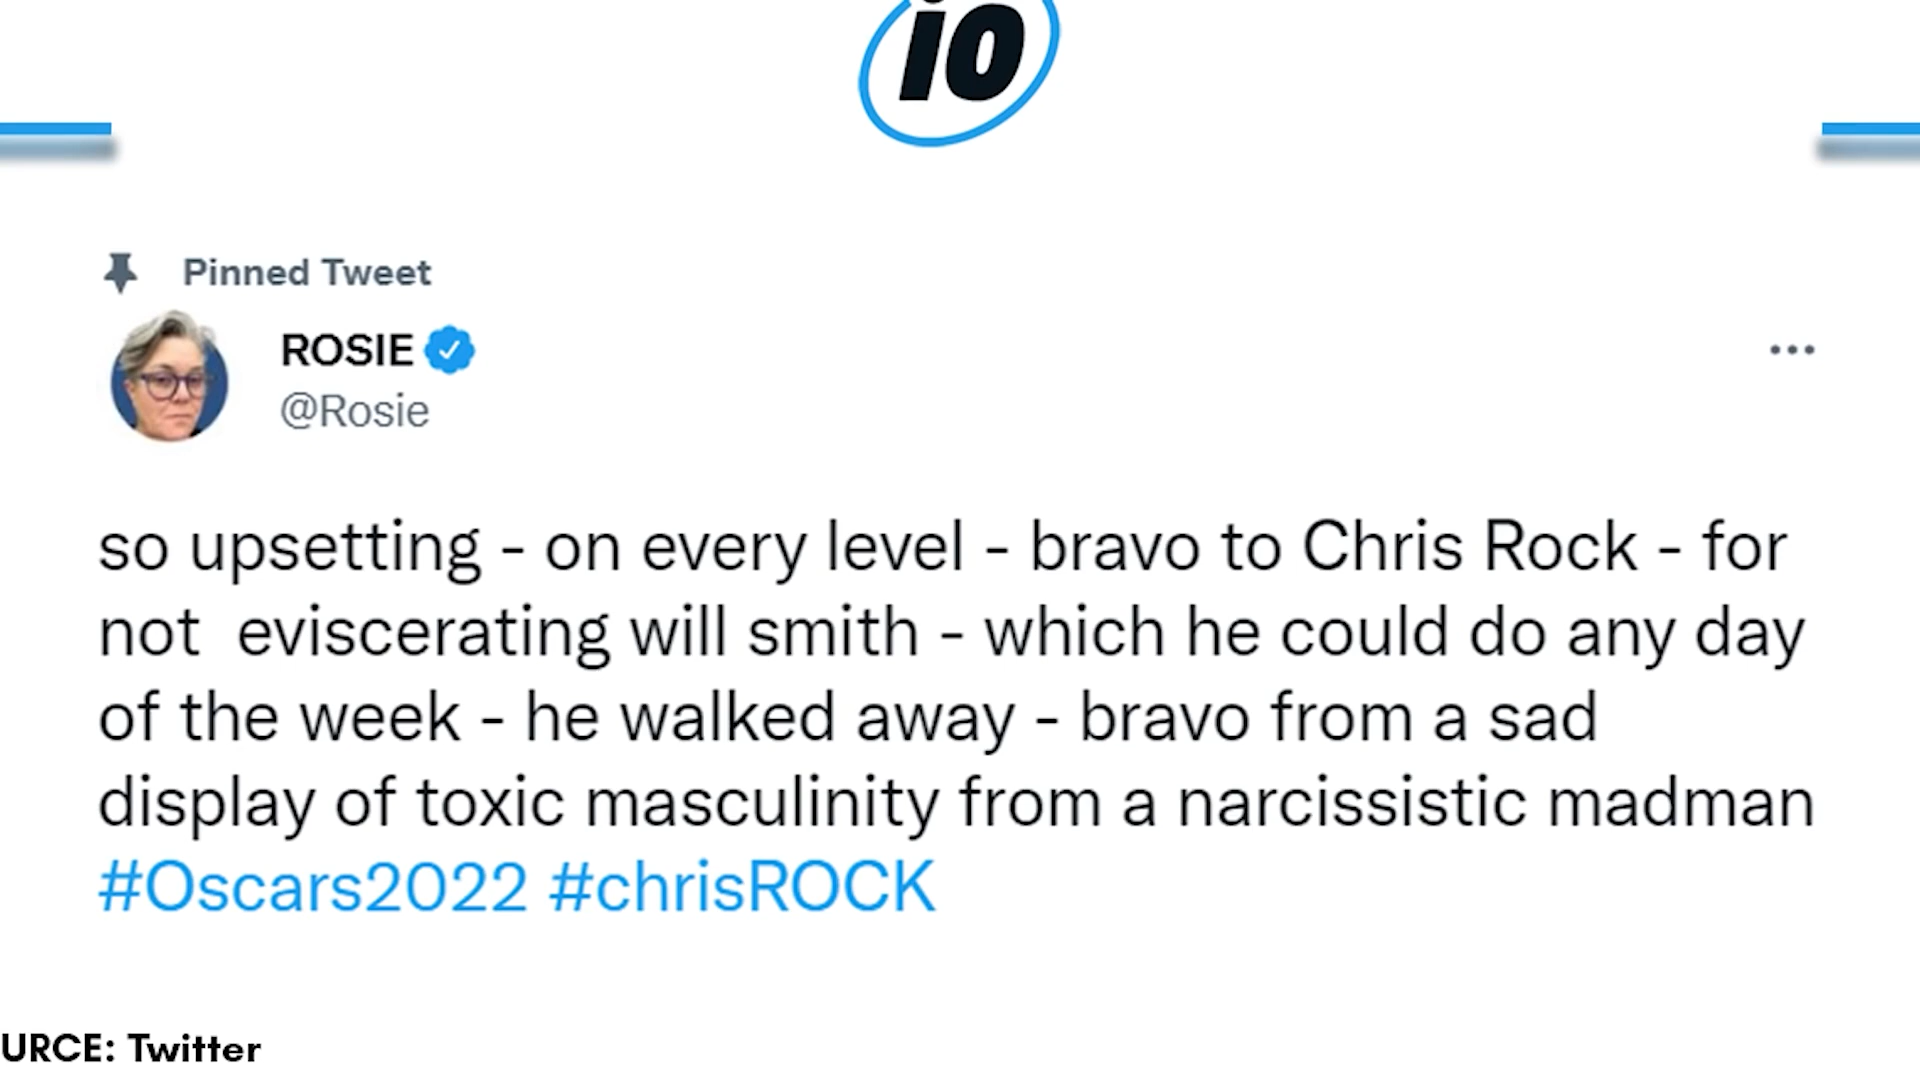 io
Pinned Tweet
ROSIE
@Rosie
so upsetting - on every level - bravo to Chris Rock - for
not  eviscerating will smith - which he could do any day
of the week - he walked away - bravo from a sad
display of toxic masculinity from a narcissistic madman
#Oscars2022 #chrisROCK
URCE: Twitter